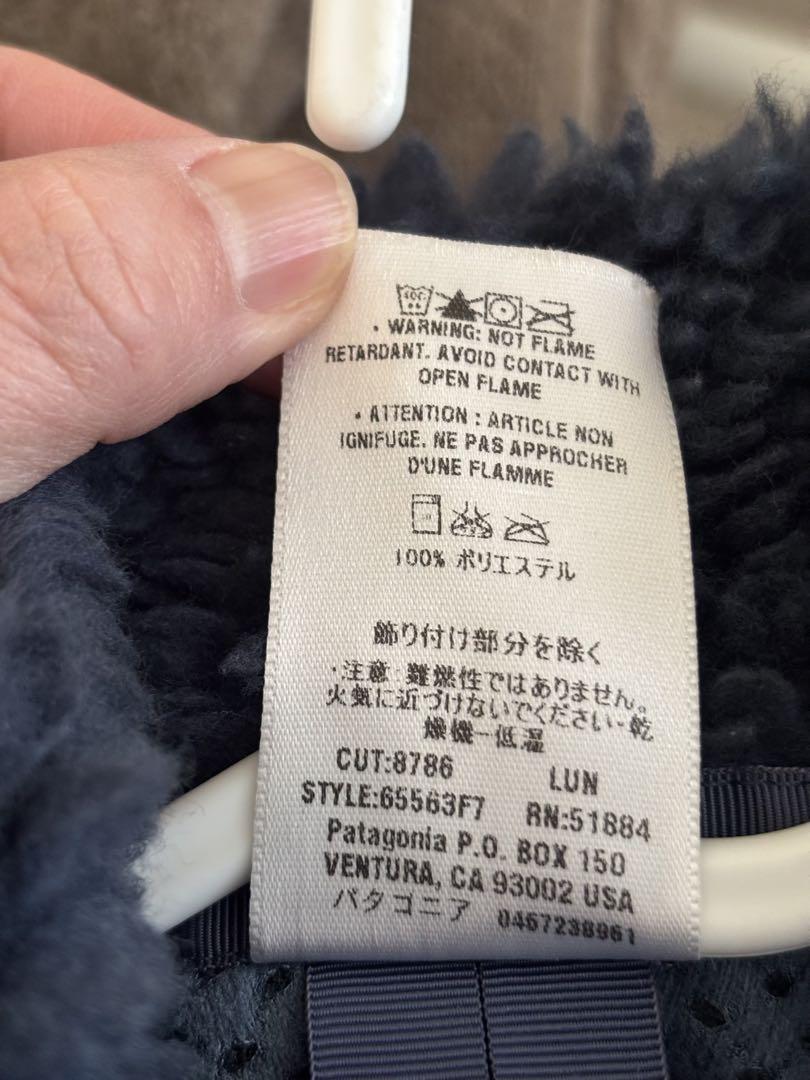 40C
• WARNING: NOT FLAME
RETARDANT. AVOID CONTACT WITH
OPEN FLAME
• ATTENTION : ARTICLE NON
IGNIFUGE. NE PAS APPROCHER
D'UNE FLAMME
100% ポリエステル
飾り付け部分を除く
・注意: 難燃性ではありません。
火気に近づけないでください・乾
燥機–低温
CUT:8786 LUN
STYLE:65563F7 RN:51884
Patagonia P.O. BOX 150
VENTURA, CA 93002 USA
パタゴニア 0467238961